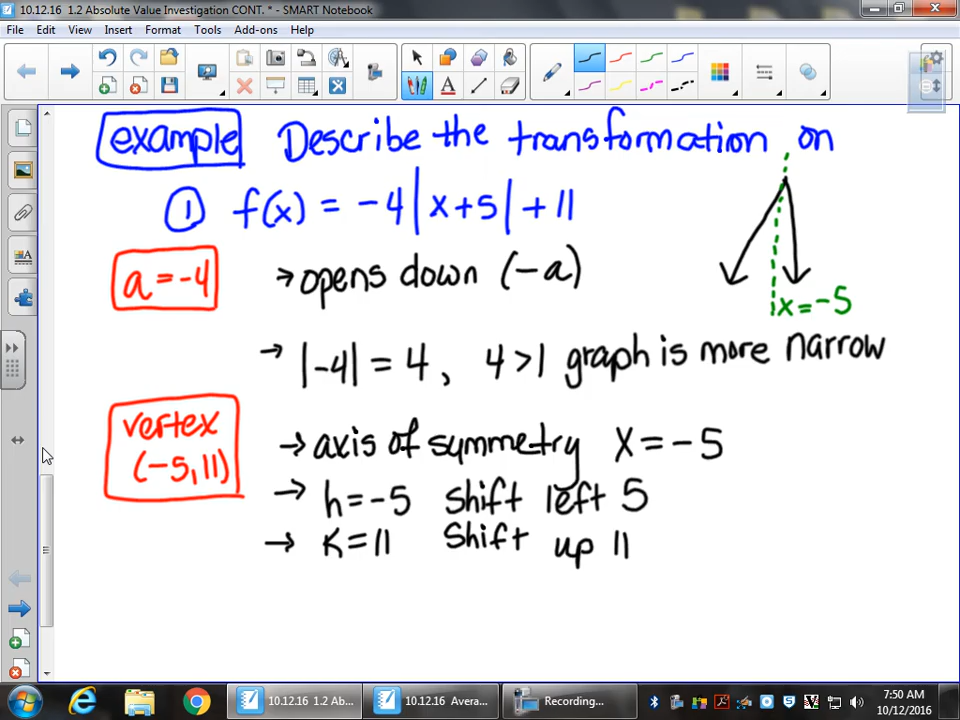 10.12.16 1.2 Absolute Value Investigation CONT. * - SMART Notebook
File Edit View Insert Format Tools Add-ons Help
example Describe the transformation on
① f(x) = -4|x+5| + 11
a = -4 → opens down (-a)
x = -5
→ |-4| = 4, 4 > 1 graph is more narrow
vertex
(-5, 11)
→ axis of symmetry X = -5
→ h = -5 Shift left 5
→ K = 11 Shift up 11
10.12.16 1.2 Ab... 10.12.16 Avera... Recording...
7:50 AM
10/12/2016